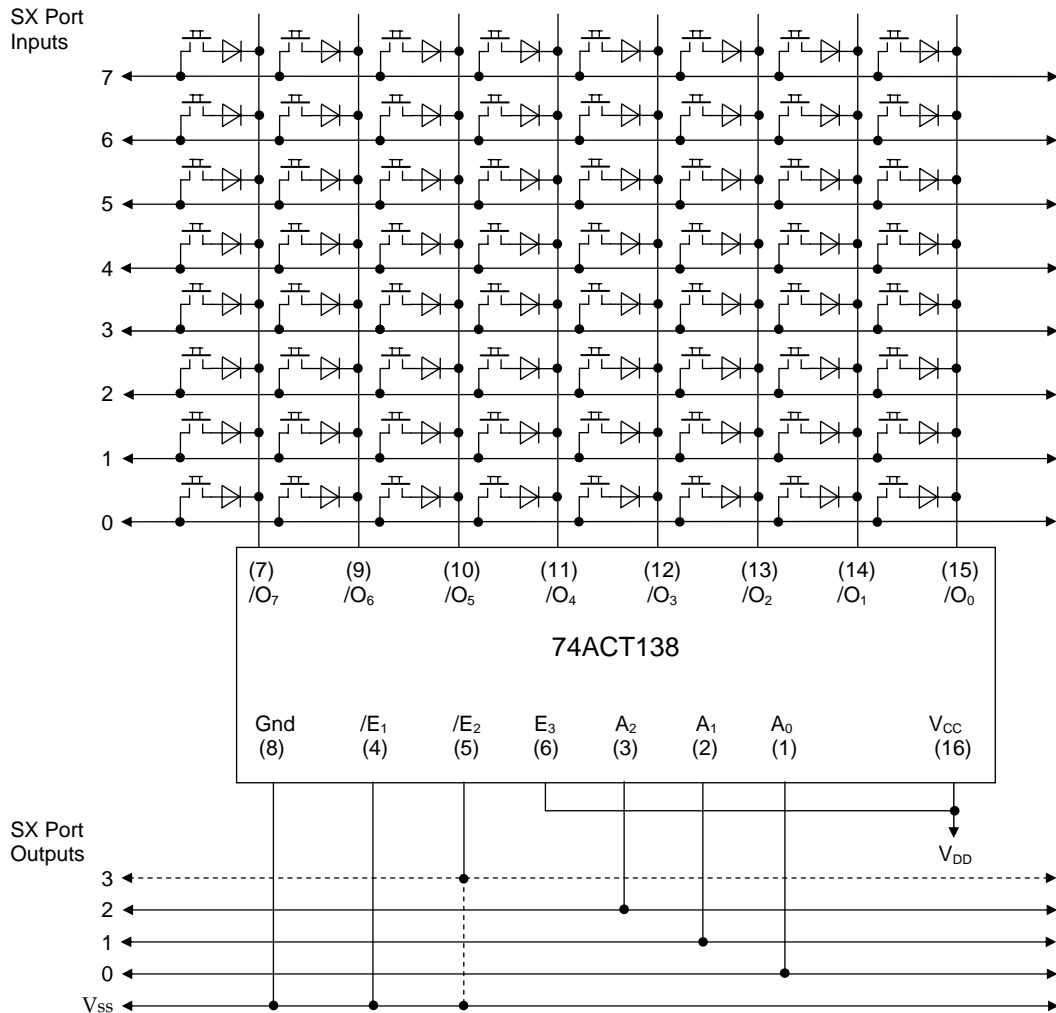 SX Port
Inputs
7
6
5
4
3
2
1
0
(7) (9) (10) (11) (12) (13) (14) (15)
/O₇ /O₆ /O₅ /O₄ /O₃ /O₂ /O₁ /O₀
74ACT138
Gnd /E₁ /E₂ E₃ A₂ A₁ A₀ V_CC
(8) (4) (5) (6) (3) (2) (1) (16)
SX Port
Outputs
V_DD
3
2
1
0
Vss